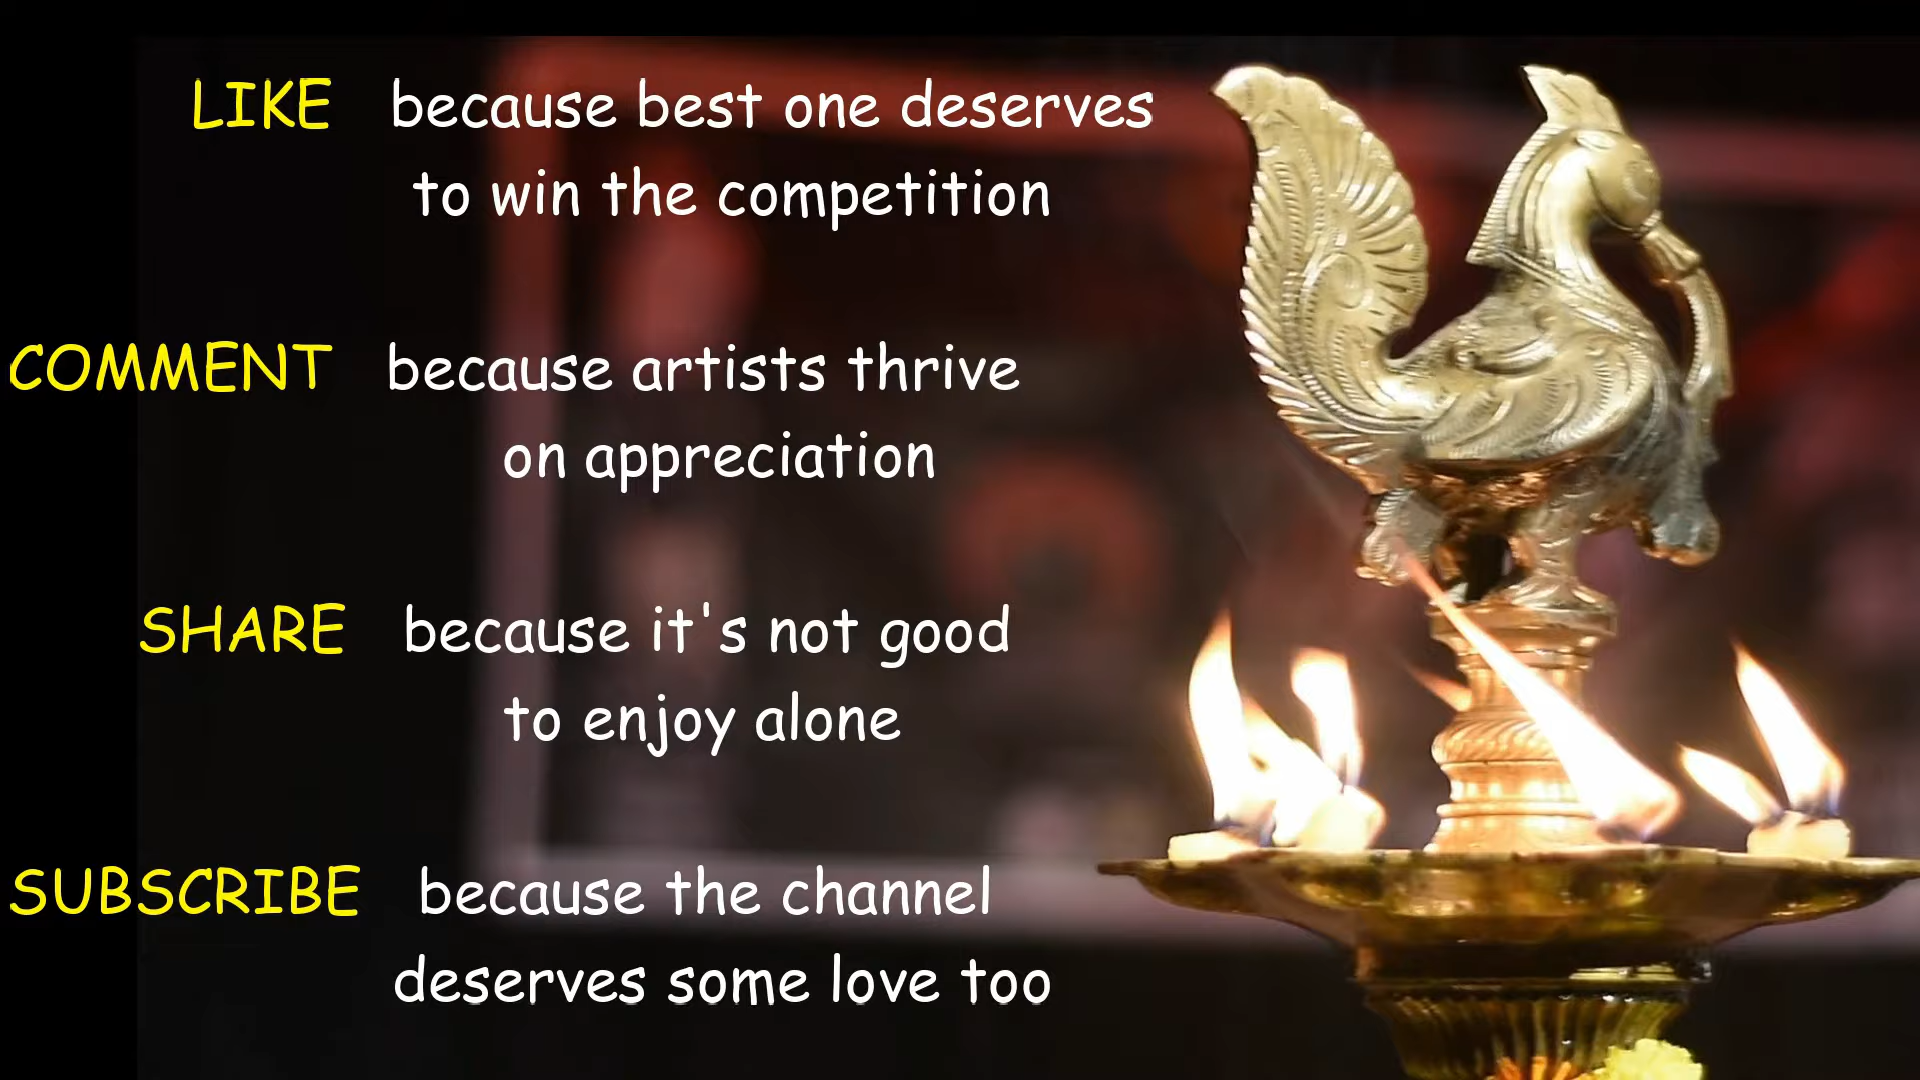 LIKE because best one deserves
to win the competition
COMMENT because artists thrive
on appreciation
SHARE because it's not good
to enjoy alone
SUBSCRIBE because the channel
deserves some love too